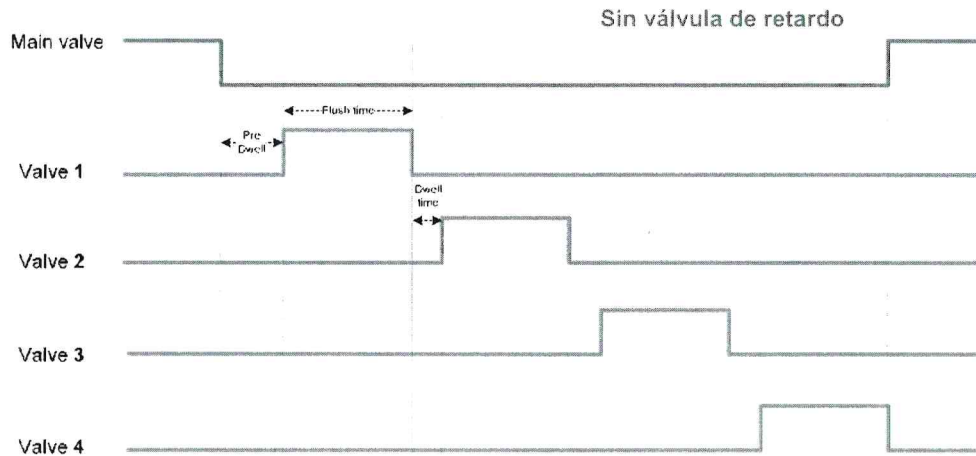 Sin válvula de retardo
Main valve
Flush time
Pre
Dwell
Valve 1
Dwell
time
Valve 2
Valve 3
Valve 4